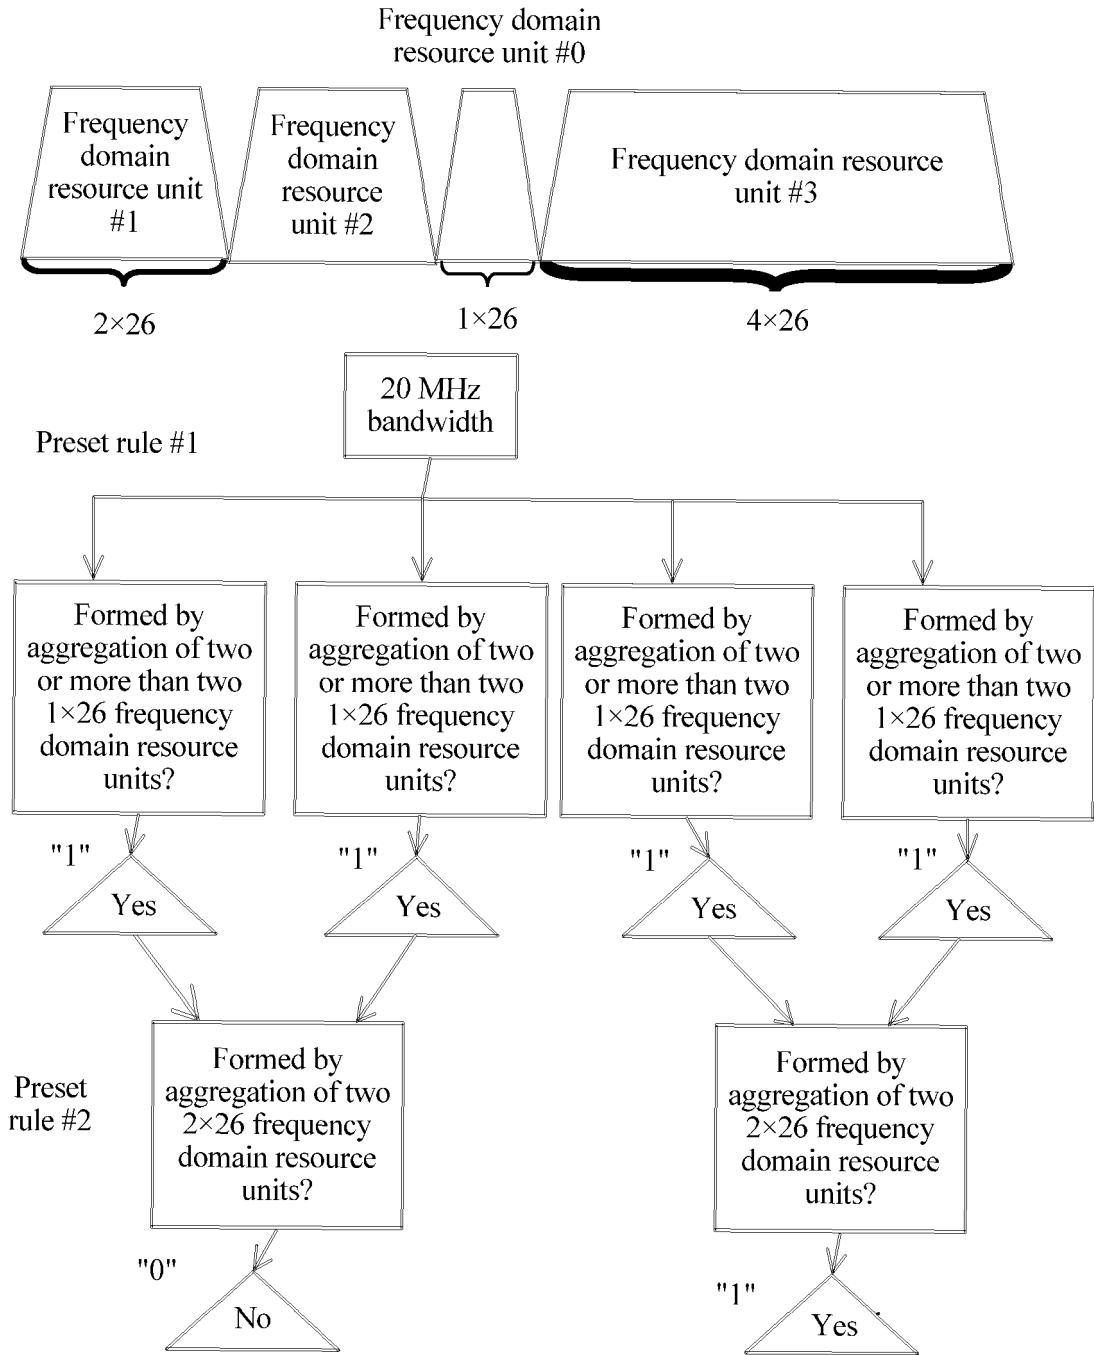 Frequency domain
resource unit #0
Frequency
domain
resource unit
#1
Frequency
domain
resource
unit #2
Frequency domain resource
unit #3
2×26
1×26
4×26
20 MHz
bandwidth
Preset rule #1
Formed by
aggregation of two
or more than two
1×26 frequency
domain resource
units?
Formed by
aggregation of two
or more than two
1×26 frequency
domain resource
units?
Formed by
aggregation of two
or more than two
1×26 frequency
domain resource
units?
Formed by
aggregation of two
or more than two
1×26 frequency
domain resource
units?
"1"
Yes
"1"
Yes
"1"
Yes
"1"
Yes
Preset
rule #2
Formed by
aggregation of two
2×26 frequency
domain resource
units?
Formed by
aggregation of two
2×26 frequency
domain resource
units?
"0"
No
"1"
Yes